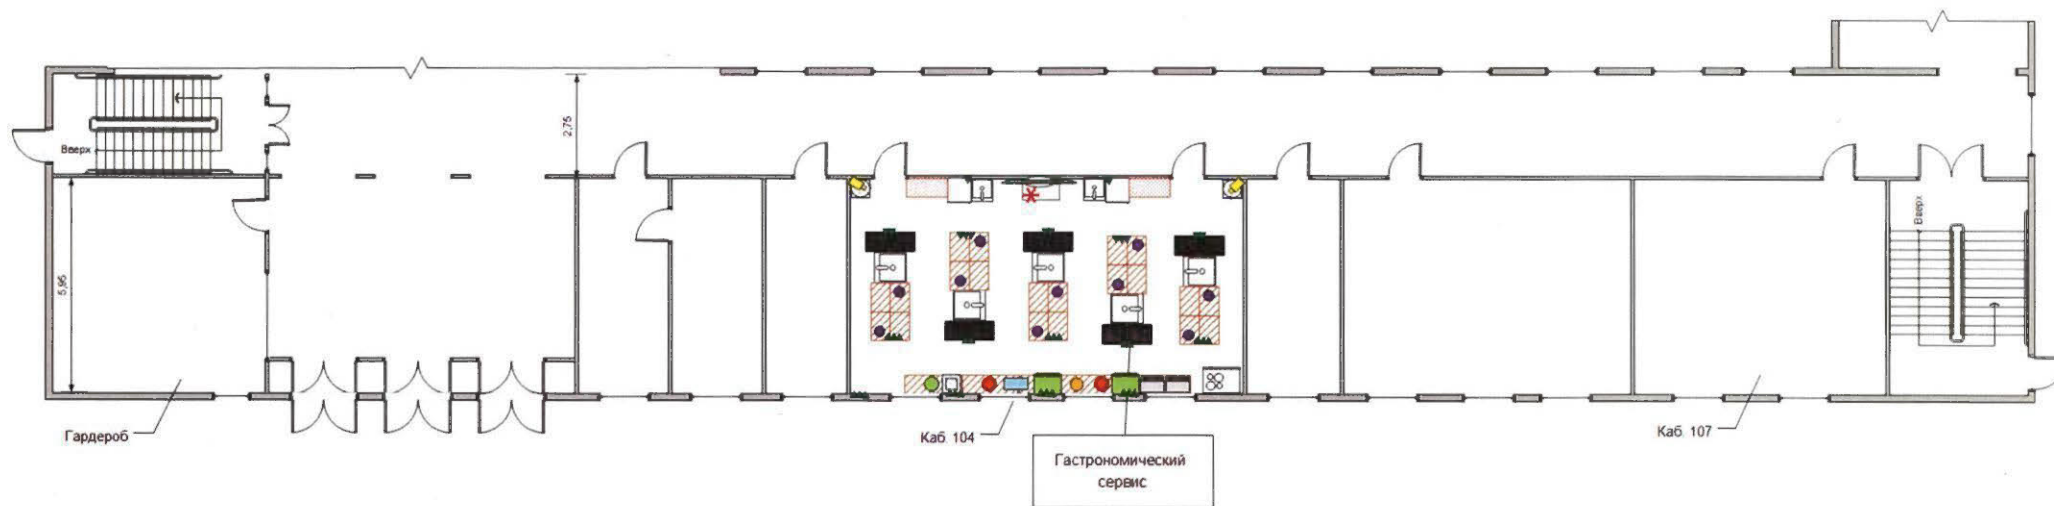 2,75
Вверх
5,95
Вверх
Гардероб
Каб. 104
Каб. 107
Гастрономический
сервис